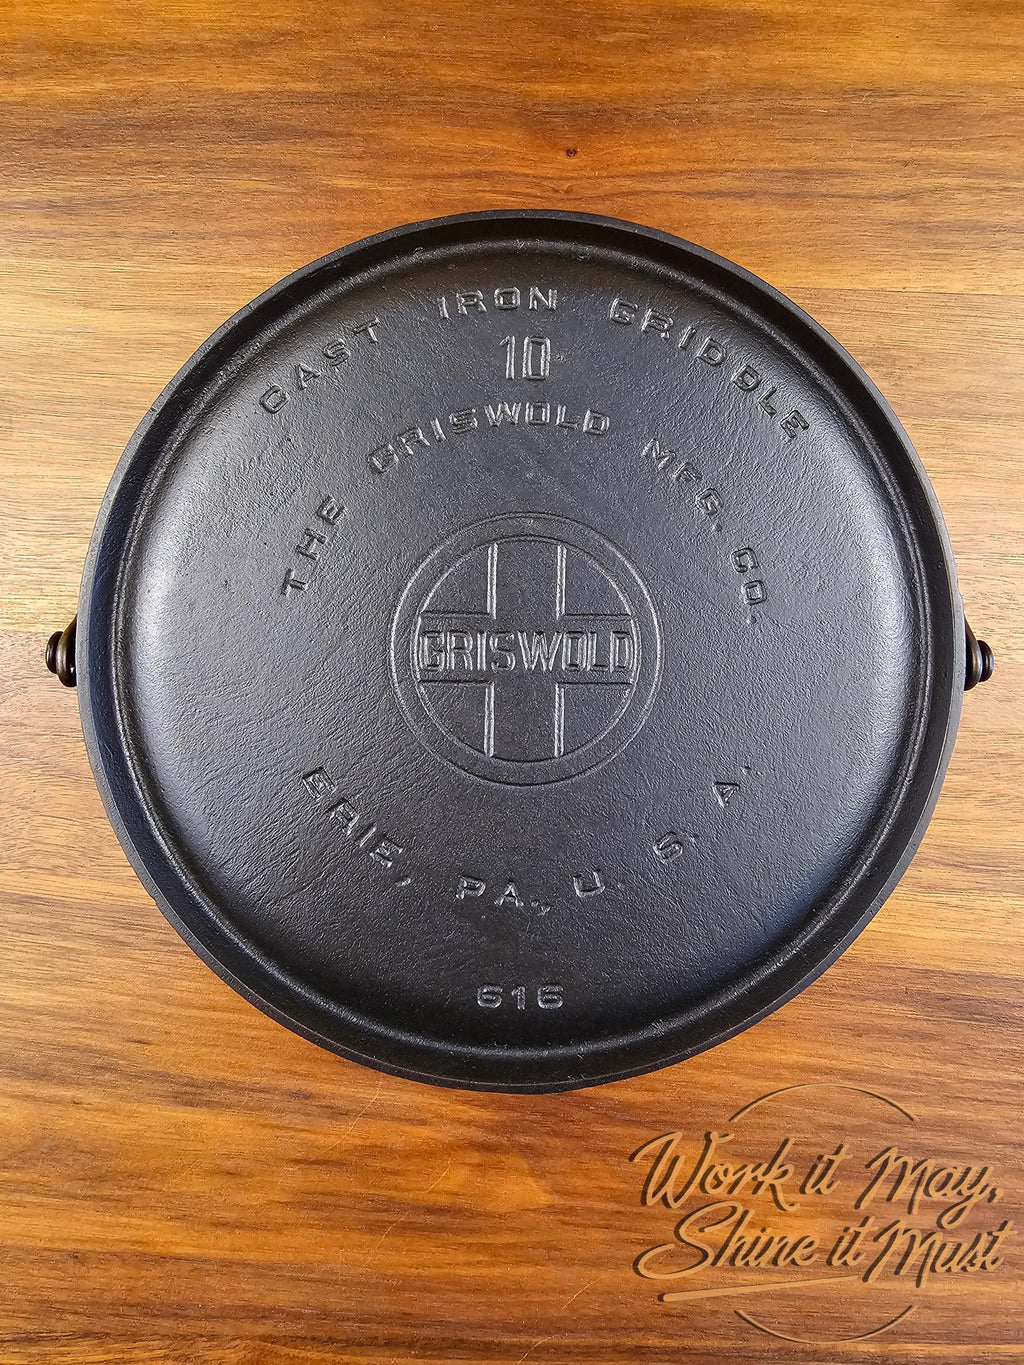 CAST IRON GRIDDLE
10
THE GRISWOLD MFG. CO.
GRISWOLD
ERIE, PA., U. S. A.
616
Work it May,
Shine it Must